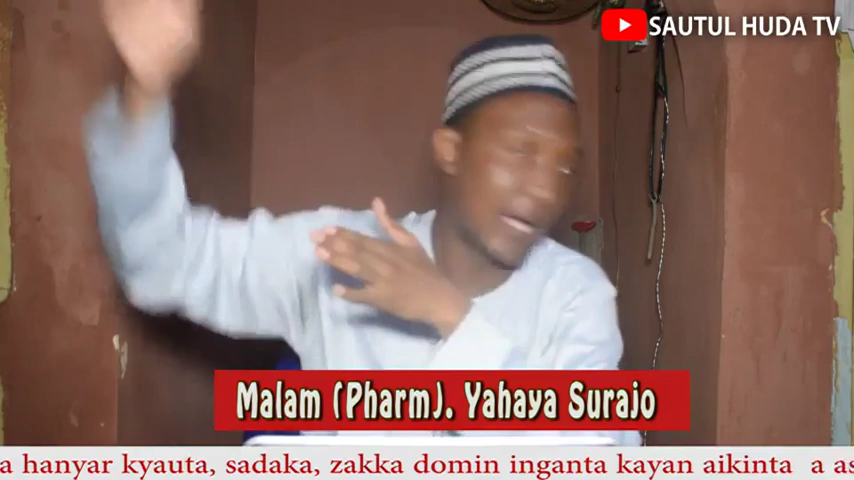 SAUTUL HUDA TV
Malam (Pharm). Yahaya Surajo
a hanyar kyauta, sadaka, zakka domin inganta kayan aikinta a as